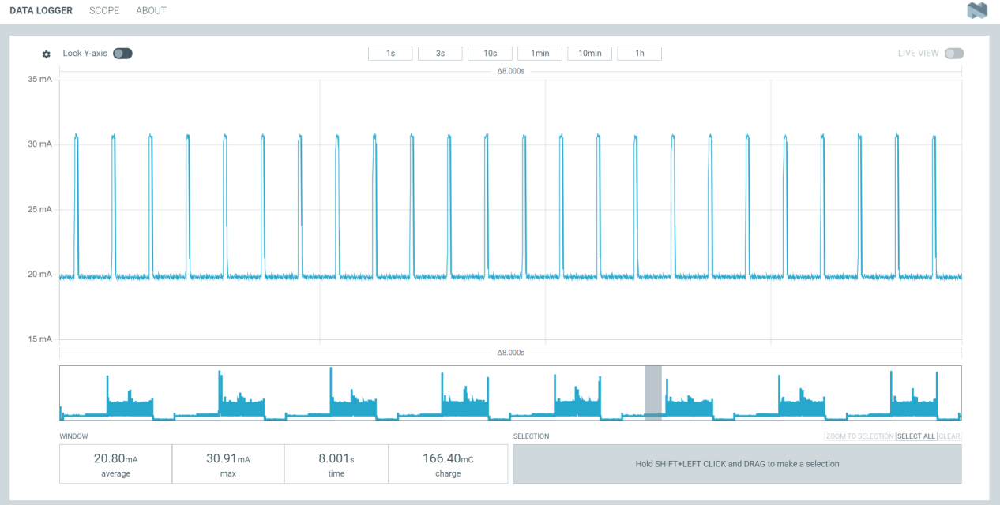 DATA LOGGER SCOPE ABOUT
Lock Y-axis 1s 3s 10s 1min 10min 1h LIVE VIEW
Δ8.000s
35 mA
30 mA
25 mA
20 mA
15 mA
Δ8.000s
WINDOW SELECTION ZOOM TO SELECTION SELECT ALL CLEAR
20.80mA 30.91mA 8.001s 166.40mC
average max time charge
Hold SHIFT+LEFT CLICK and DRAG to make a selection